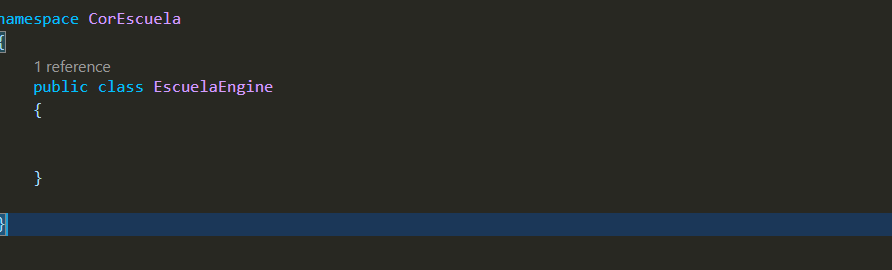 namespace CorEscuela
{
1 reference
public class EscuelaEngine
{
}
}